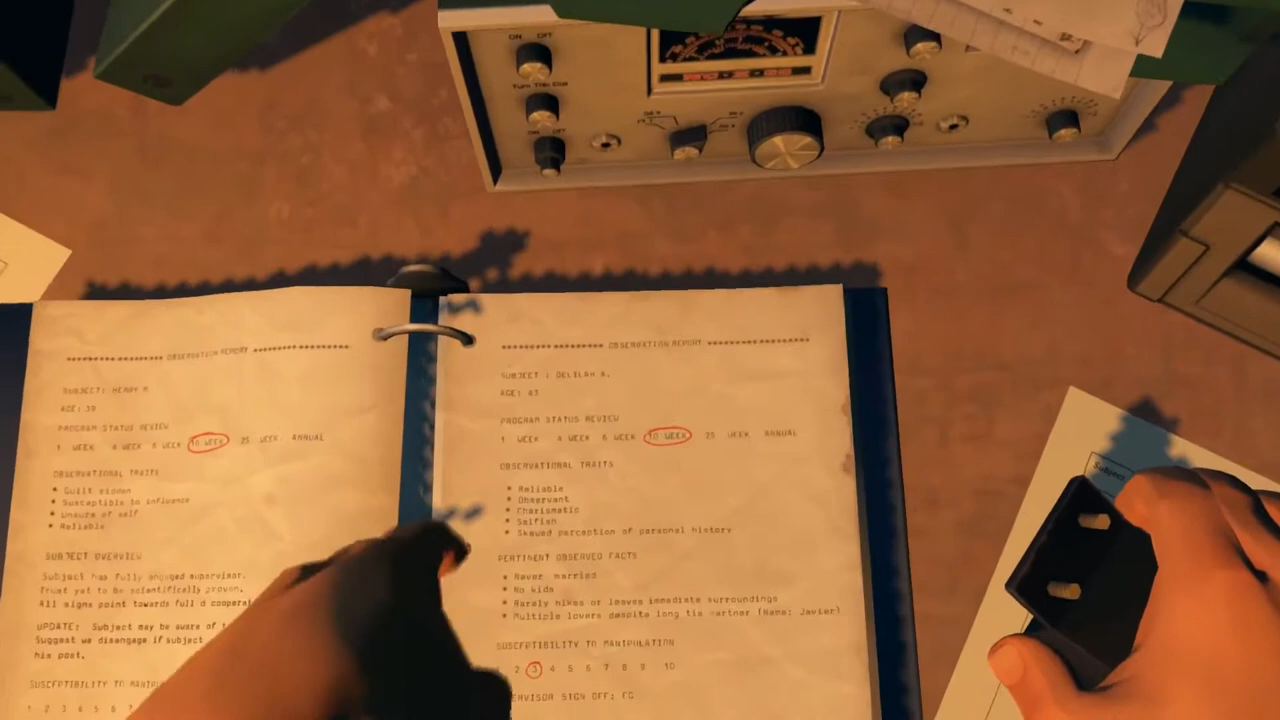 ON OFF
ON OFF
******************** OBSERVATION REPORT ********************
SUBJECT: HENRY
AGE: 39
PROGRAM STATUS REVIEW
1 WEEK 4 WEEK 6 WEEK 10 WEEK 25 WEEK ANNUAL
OBSERVATIONAL TRAITS
* Guilt ridden
* Susceptible to influence
* Unsure of self
* Reliable
SUBJECT OVERVIEW
Subject has fully engaged supervisor.
Trust yet to be scientifically proven.
All signs point towards full d cooperat
UPDATE: Subject may be aware of
Suggest we disengage if subject
his post.
SUSCEPTIBILITY TO
1 2 3 4 5 6 7
******************** OBSERVATION REPORT ********************
SUBJECT : DELILAH
AGE: 43
PROGRAM STATUS REVIEW
1 WEEK 4 WEEK 6 WEEK 10 WEEK 25 WEEK ANNUAL
OBSERVATIONAL TRAITS
* Reliable
* Observant
* Charismatic
* Selfish
* Skewed perception of personal history
PERTINENT OBSERVED FACTS
* Never married
* No kids
* Rarely hikes or leaves immediate surroundings
* Multiple lovers despite long tie partner (Name: Javier)
SUSCEPTIBILITY TO MANIPULATION
2 3 4 5 6 7 8 9 10
SIGN OFF:
Subject